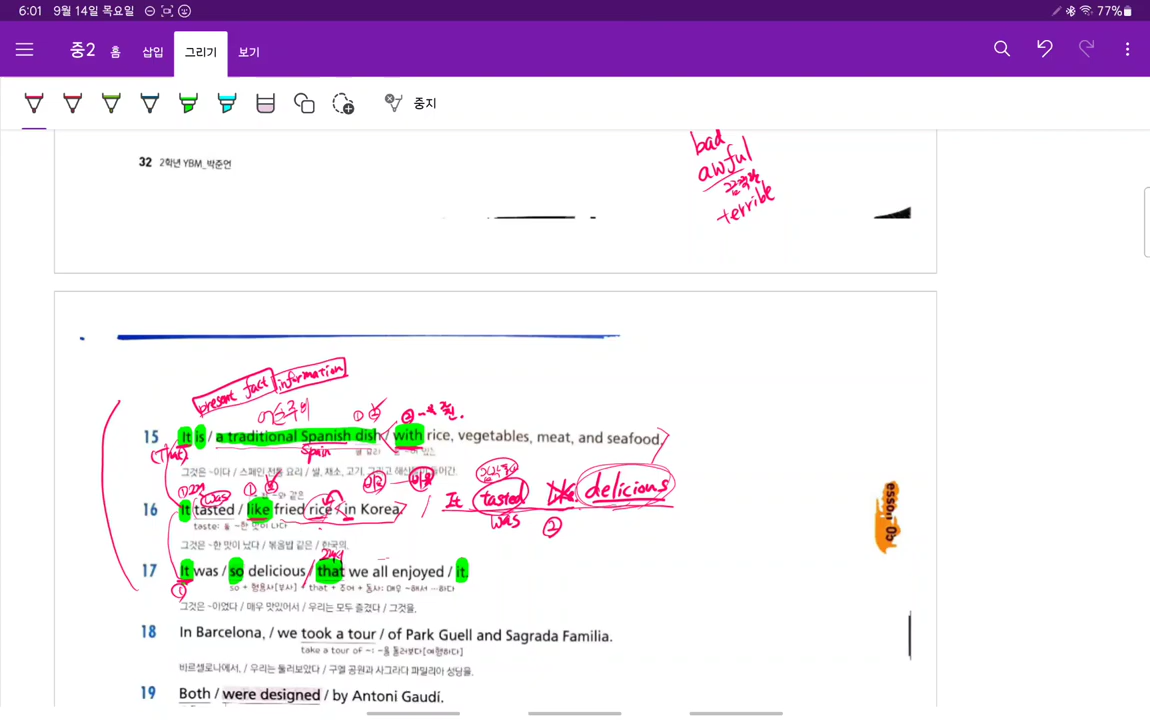 6:01 9월 14일 목요일
77%
중2 홈 삽입 그리기 보기
중지
bad
awful
끔찍한
terrible
32 2학년 YBM_박준언
present fact information
15 It is / a traditional Spanish dish / with rice, vegetables, meat, and seafood.
(That) Spain
그것은 ~이다 / 스페인 전통 요리 / 쌀, 채소, 고기, 그리고 해산물이 들어간.
was
16 It tasted / like fried rice / in Korea.
taste: ~한 맛이 나다
It tasted like delicious
was ②
그것은 ~한 맛이 났다 / 볶음밥 같은 / 한국의.
17 It was / so delicious / that we all enjoyed / it.
①
so + 형용사[부사] that + 주어 + 동사: 매우 ~해서 …하다
그것은 ~이었다 / 매우 맛있어서 / 우리는 모두 즐겼다 / 그것을.
18 In Barcelona, / we took a tour / of Park Guell and Sagrada Familia.
take a tour of ~: ~를 둘러보다[여행하다]
바르셀로나에서, / 우리는 둘러보았다 / 구엘 공원과 사그라다 파밀리아 성당을.
19 Both / were designed / by Antoni Gaudí.
esson 05